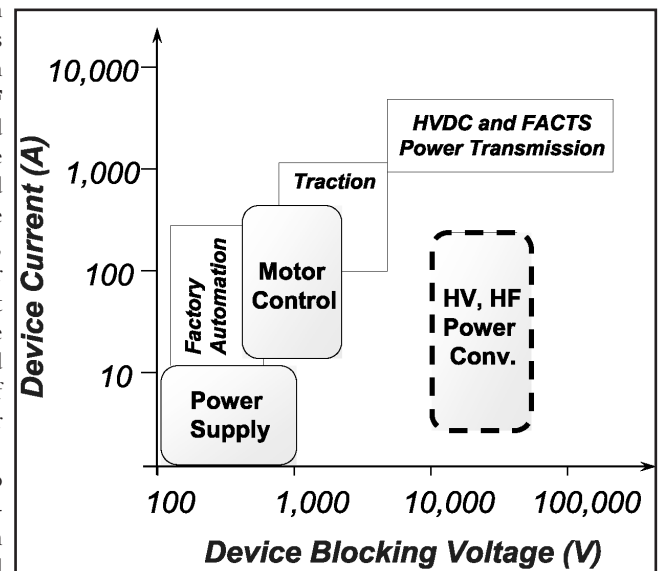 10,000
1,000
100
10
Device Current (A)
HVDC and FACTS
Power Transmission
Traction
Factory
Automation
Motor
Control
HV, HF
Power
Conv.
Power
Supply
100
1,000
10,000
100,000
Device Blocking Voltage (V)